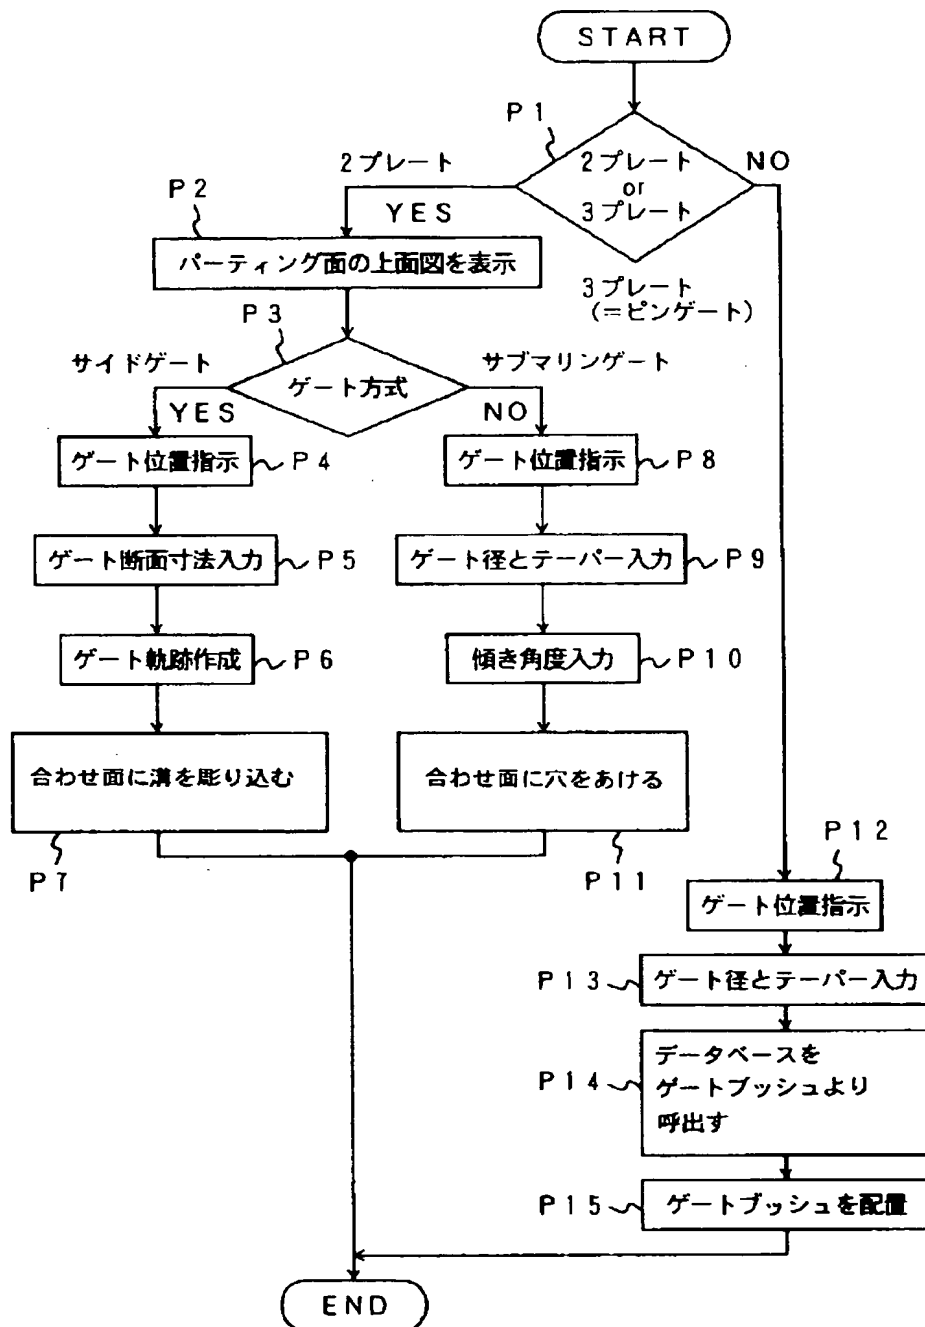 START
P1
2プレート
or
3プレート
NO
2プレート
YES
P2
パーティング面の上面図を表示
3プレート
(=ピンゲート)
P3
サイドゲート
サブマリンゲート
ゲート方式
YES
NO
ゲート位置指示
P4
ゲート位置指示
P8
ゲート断面寸法入力
P5
ゲート径とテーパー入力
P9
ゲート軌跡作成
P6
傾き角度入力
P10
合わせ面に溝を彫り込む
合わせ面に穴をあける
P7
P11
P12
ゲート位置指示
P13
ゲート径とテーパー入力
P14
データベースを
ゲートブッシュより
呼出す
P15
ゲートブッシュを配置
END